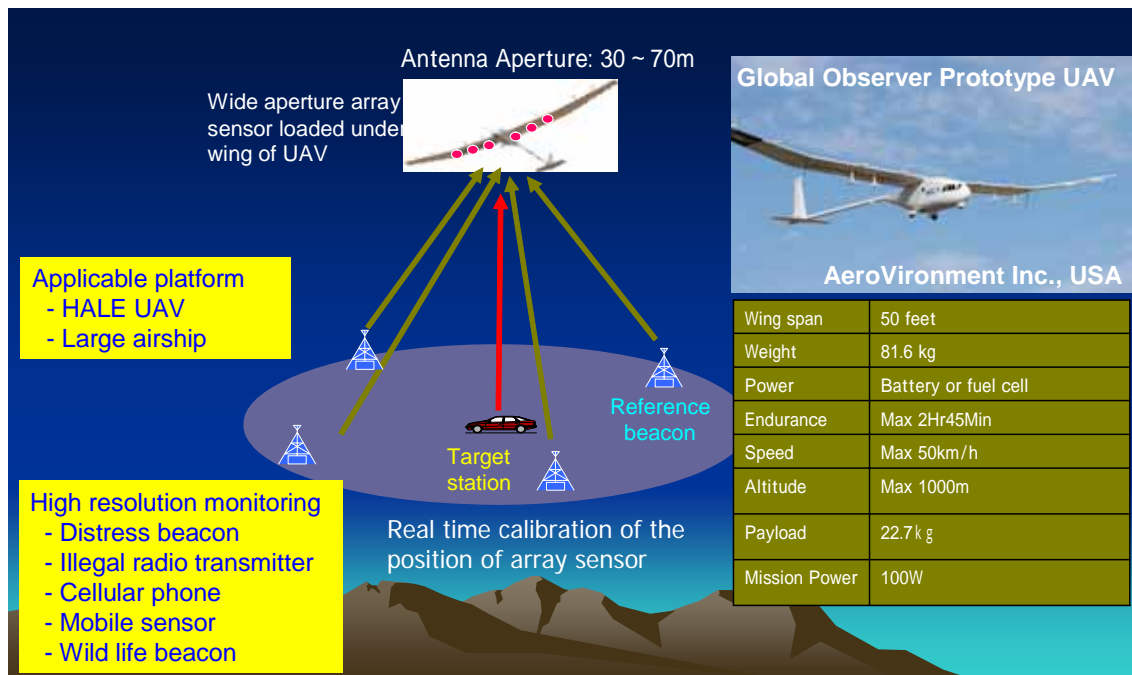 Antenna Aperture: 30 ~ 70m
Wide aperture array
sensor loaded under
wing of UAV
Global Observer Prototype UAV
AeroVironment Inc., USA
Applicable platform
- HALE UAV
- Large airship
Reference
beacon
Target
station
High resolution monitoring
- Distress beacon
- Illegal radio transmitter
- Cellular phone
- Mobile sensor
- Wild life beacon
Real time calibration of the
position of array sensor
Wing span 50 feet
Weight 81.6 kg
Power Battery or fuel cell
Endurance Max 2Hr45Min
Speed Max 50km/h
Altitude Max 1000m
Payload 22.7kg
Mission Power 100W